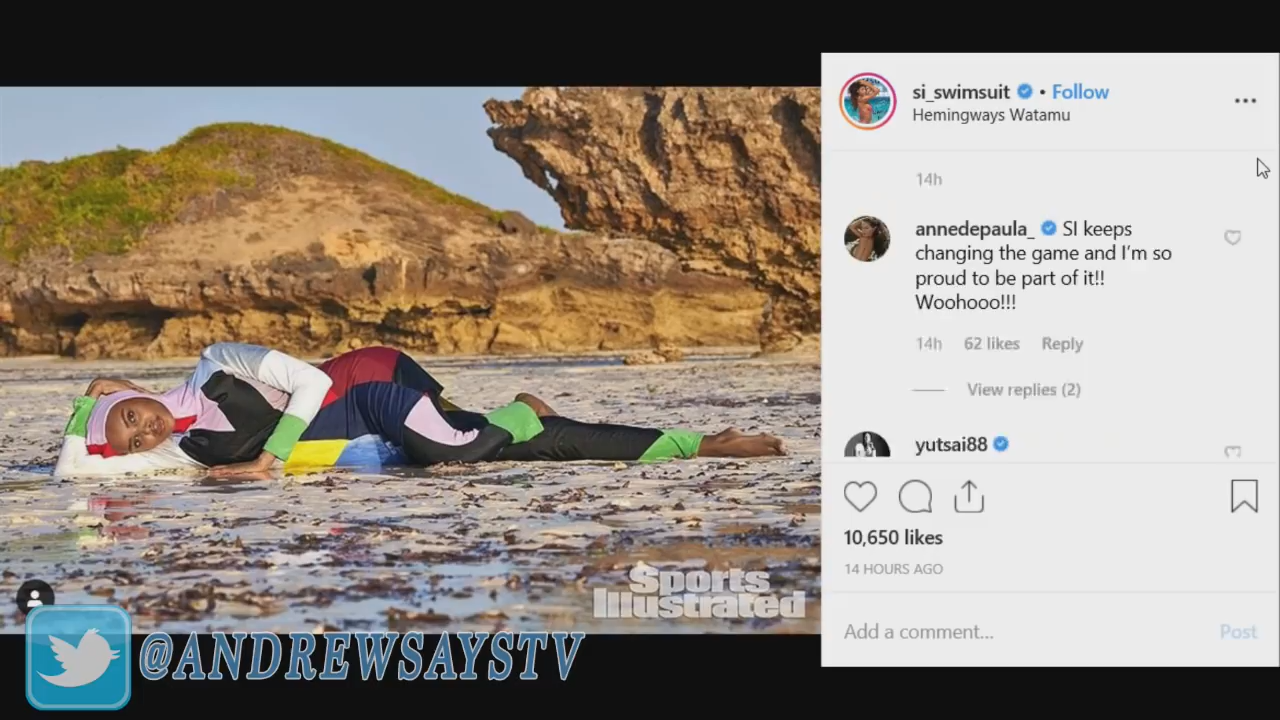 si_swimsuit • Follow
Hemingways Watamu
14h
annedepaula_ SI keeps
changing the game and I'm so
proud to be part of it!!
Woohooo!!!
14h 62 likes Reply
View replies (2)
yutsai88
10,650 likes
14 HOURS AGO
Add a comment... Post
Sports
Illustrated
@ANDREWSAYSTV